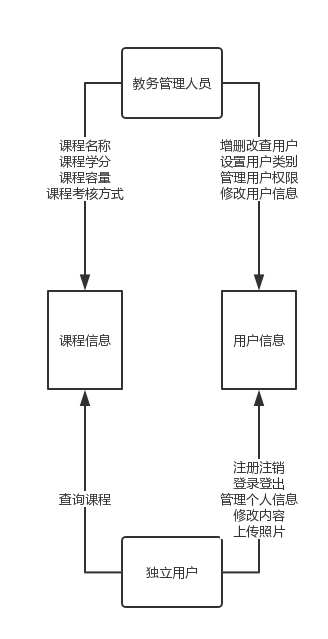 教务管理人员
课程名称
课程学分
课程容量
课程考核方式
增删改查用户
设置用户类别
管理用户权限
修改用户信息
课程信息
用户信息
查询课程
注册注销
登录登出
管理个人信息
修改内容
上传照片
独立用户